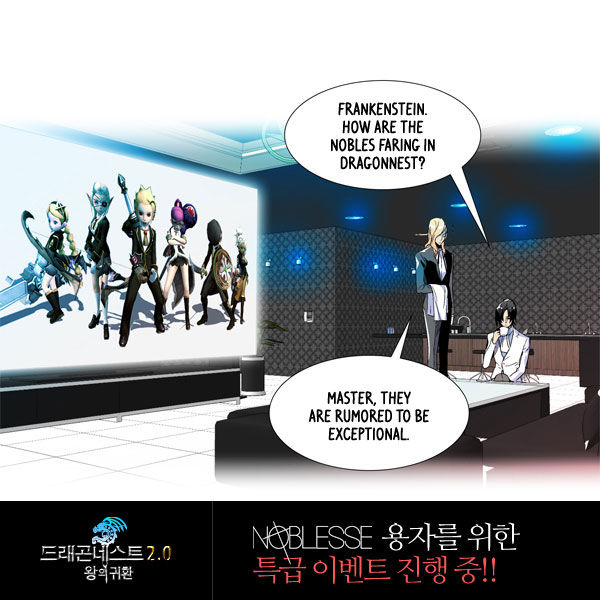 FRANKENSTEIN.
HOW ARE THE
NOBLES FARING IN
DRAGONNEST?
MASTER, THEY
ARE RUMORED TO BE
EXCEPTIONAL.
드래곤네스트 2.0
왕의귀환
NOBLESSE 용자를 위한
특급 이벤트 진행 중!!